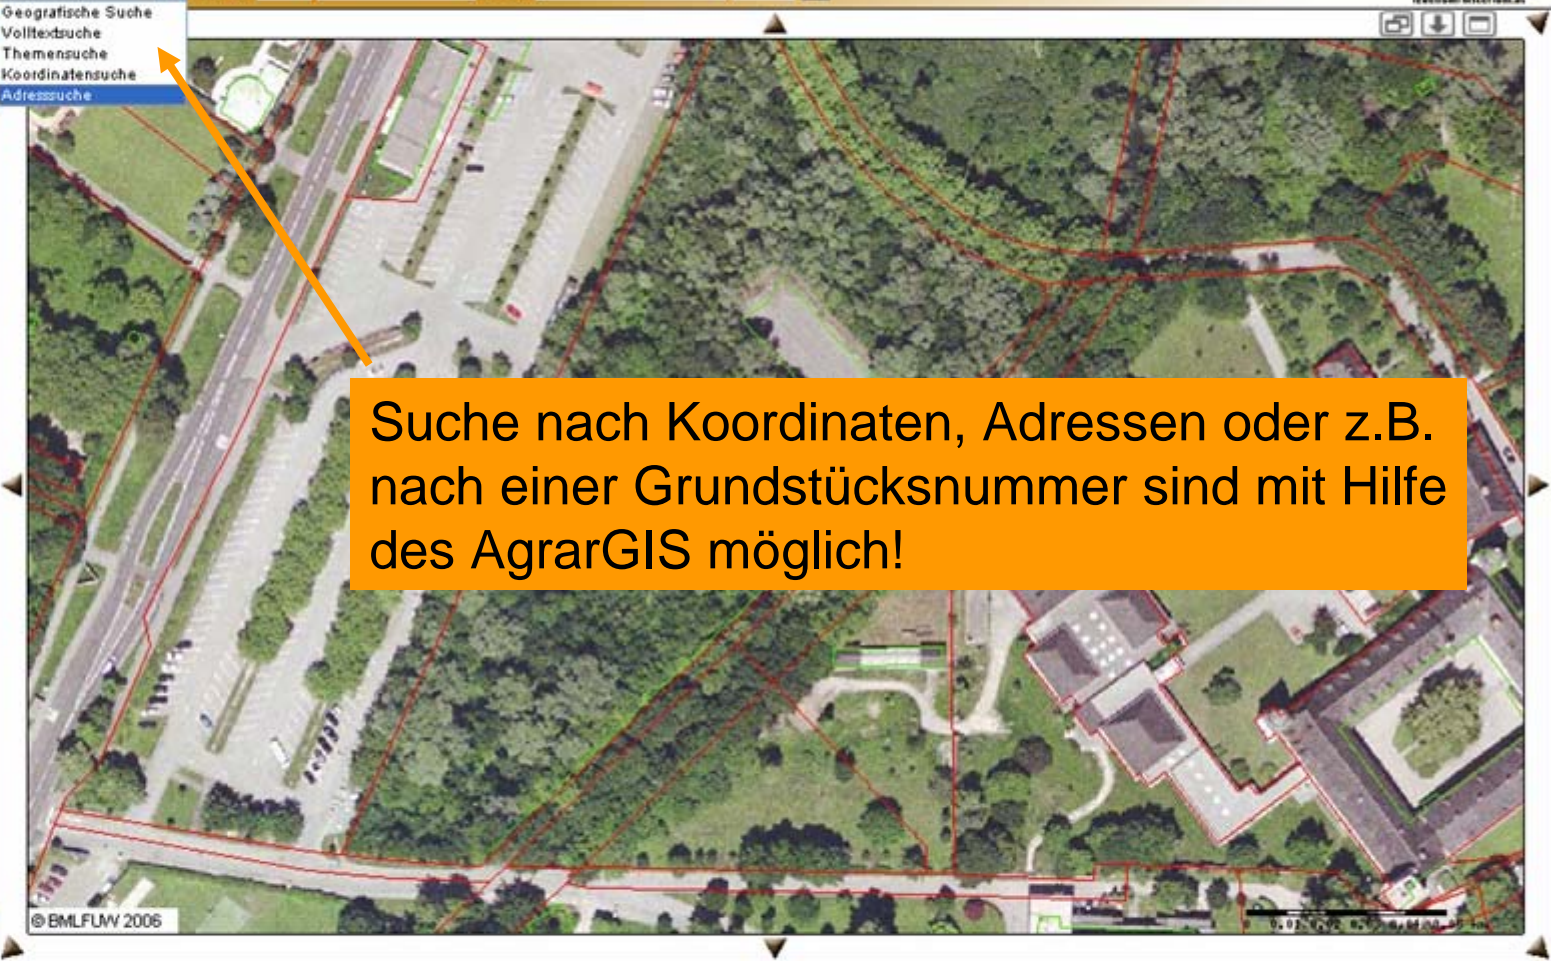 Geografische Suche
Volltextsuche
Themensuche
Koordinatensuche
Adresssuche
Suche nach Koordinaten, Adressen oder z.B.
nach einer Grundstücksnummer sind mit Hilfe
des AgrarGIS möglich!
© BMLFUW 2006